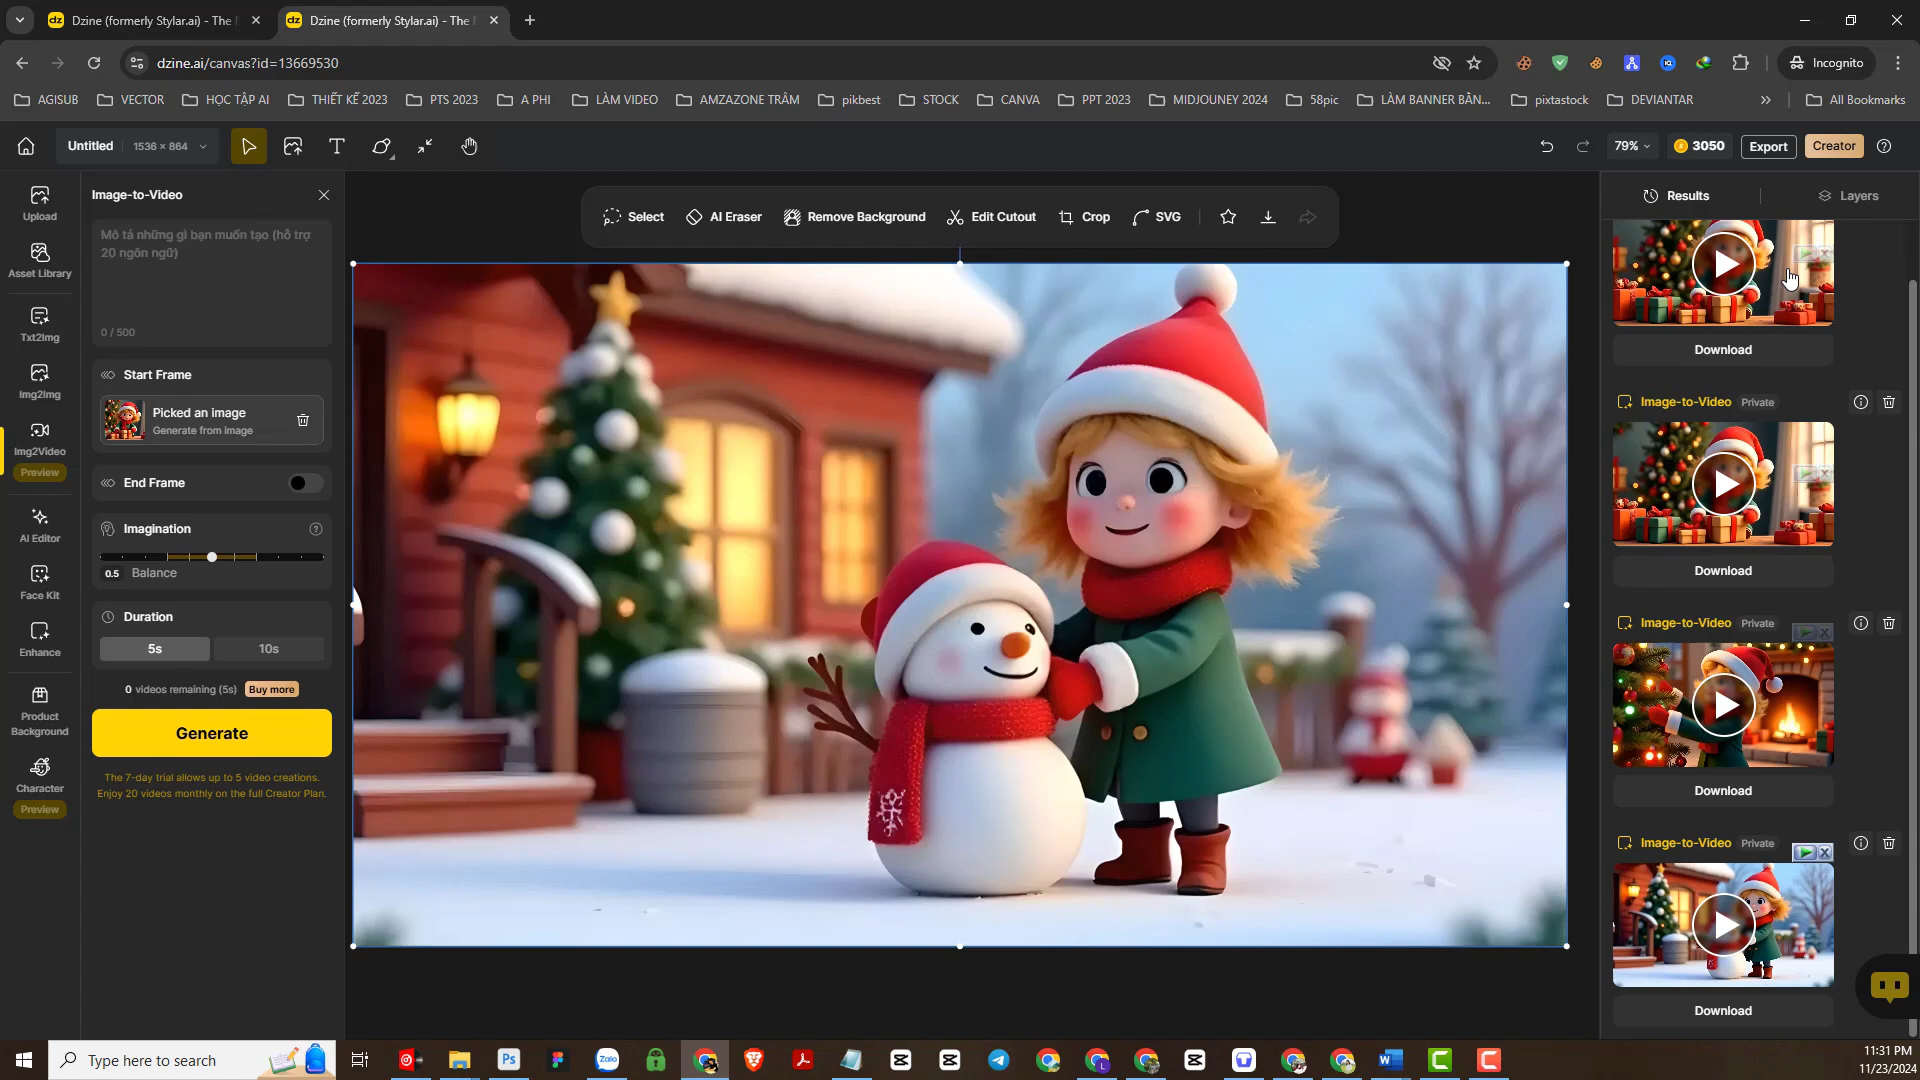 Dzine (formerly Stylar.ai) - The
Dzine (formerly Stylar.ai) - The
dzine.ai/canvas?id=13669530
Incognito
AGISUB
VECTOR
HỌC TẬP AI
THIẾT KẾ 2023
PTS 2023
A PHI
LÀM VIDEO
AMZAZONE TRÂM
pikbest
STOCK
CANVA
PPT 2023
MIDJOUNEY 2024
58pic
LÀM BANNER BẰN...
pixtastock
DEVIANTAR
All Bookmarks
Untitled
1536 × 864
T
79%
3050
Export
Creator
Upload
Asset Library
Txt2Img
Img2Img
Img2Video
Preview
AI Editor
Face Kit
Enhance
Product
Background
Character
Preview
Image-to-Video
Mô tả những gì bạn muốn tạo (hỗ trợ
20 ngôn ngữ)
0 / 500
Start Frame
Picked an image
Generate from image
End Frame
Imagination
0.5 Balance
Duration
5s
10s
0 videos remaining (5s)
Buy more
Generate
The 7-day trial allows up to 5 video creations.
Enjoy 20 videos monthly on the full Creator Plan.
Select
AI Eraser
Remove Background
Edit Cutout
Crop
SVG
Results
Layers
Download
Image-to-Video Private
Download
Image-to-Video Private
Download
Image-to-Video Private
Download
Type here to search
Ps
Zalo
11:31 PM
11/23/2024